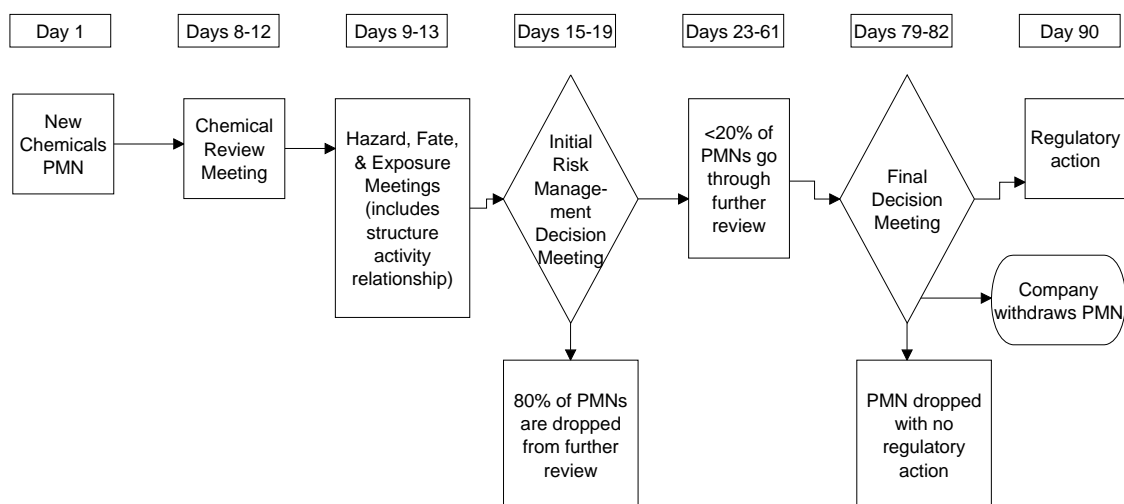 Day 1
Days 8-12
Days 9-13
Days 15-19
Days 23-61
Days 79-82
Day 90
New
Chemicals
PMN
Chemical
Review
Meeting
Hazard, Fate,
& Exposure
Meetings
(includes
structure
activity
relationship)
Initial
Risk
Manage-
ment
Decision
Meeting
<20% of
PMNs go
through
further
review
Final
Decision
Meeting
Regulatory
action
Company
withdraws PMN
80% of PMNs
are dropped
from further
review
PMN dropped
with no
regulatory
action